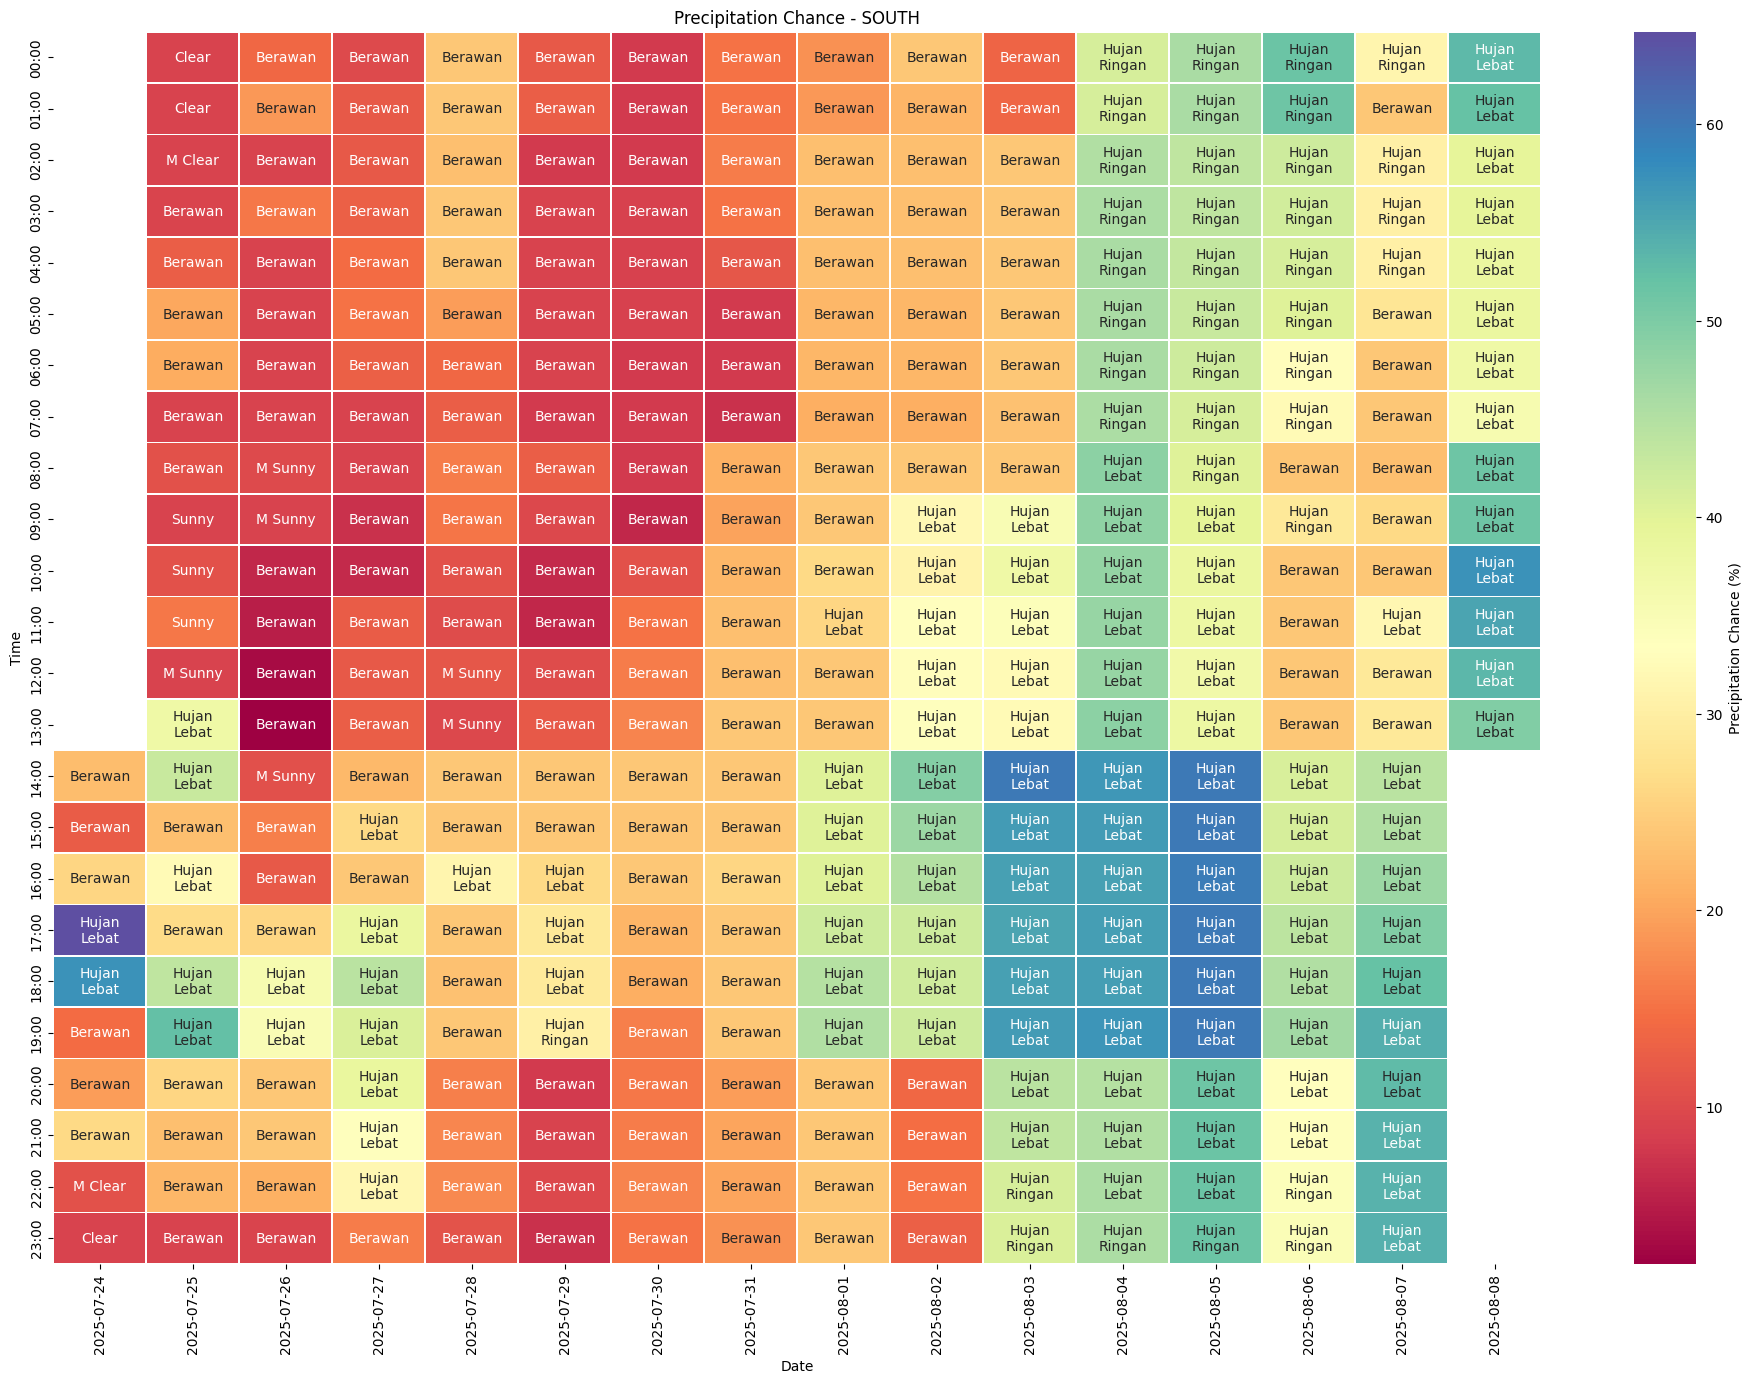 Precipitation Chance - SOUTH
00:00 Clear Berawan Berawan Berawan Berawan Berawan Berawan Berawan Berawan Berawan Hujan Ringan Hujan Ringan Hujan Ringan Hujan Ringan Hujan Lebat
01:00 Clear Berawan Berawan Berawan Berawan Berawan Berawan Berawan Berawan Berawan Hujan Ringan Hujan Ringan Hujan Ringan Berawan Hujan Lebat
02:00 M Clear Berawan Berawan Berawan Berawan Berawan Berawan Berawan Berawan Berawan Hujan Ringan Hujan Ringan Hujan Ringan Hujan Ringan Hujan Lebat
03:00 Berawan Berawan Berawan Berawan Berawan Berawan Berawan Berawan Berawan Berawan Hujan Ringan Hujan Ringan Hujan Ringan Hujan Ringan Hujan Lebat
04:00 Berawan Berawan Berawan Berawan Berawan Berawan Berawan Berawan Berawan Berawan Hujan Ringan Hujan Ringan Hujan Ringan Hujan Ringan Hujan Lebat
05:00 Berawan Berawan Berawan Berawan Berawan Berawan Berawan Berawan Berawan Berawan Hujan Ringan Hujan Ringan Hujan Ringan Berawan Hujan Lebat
06:00 Berawan Berawan Berawan Berawan Berawan Berawan Berawan Berawan Berawan Berawan Hujan Ringan Hujan Ringan Hujan Ringan Berawan Hujan Lebat
07:00 Berawan Berawan Berawan Berawan Berawan Berawan Berawan Berawan Berawan Berawan Hujan Ringan Hujan Ringan Hujan Ringan Berawan Hujan Lebat
08:00 Berawan M Sunny Berawan Berawan Berawan Berawan Berawan Berawan Berawan Berawan Hujan Lebat Hujan Ringan Berawan Berawan Hujan Lebat
09:00 Sunny M Sunny Berawan Berawan Berawan Berawan Berawan Berawan Hujan Lebat Hujan Lebat Hujan Lebat Hujan Lebat Hujan Ringan Berawan Hujan Lebat
10:00 Sunny Berawan Berawan Berawan Berawan Berawan Berawan Berawan Hujan Lebat Hujan Lebat Hujan Lebat Hujan Lebat Berawan Berawan Hujan Lebat
11:00 Sunny Berawan Berawan Berawan Berawan Berawan Berawan Hujan Lebat Hujan Lebat Hujan Lebat Hujan Lebat Hujan Lebat Berawan Hujan Lebat Hujan Lebat
12:00 M Sunny Berawan Berawan M Sunny Berawan Berawan Berawan Berawan Hujan Lebat Hujan Lebat Hujan Lebat Hujan Lebat Berawan Berawan Hujan Lebat
13:00 Hujan Lebat Berawan Berawan M Sunny Berawan Berawan Berawan Berawan Hujan Lebat Hujan Lebat Hujan Lebat Hujan Lebat Berawan Berawan Hujan Lebat
14:00 Berawan Hujan Lebat M Sunny Berawan Berawan Berawan Berawan Berawan Hujan Lebat Hujan Lebat Hujan Lebat Hujan Lebat Hujan Lebat Hujan Lebat Hujan Lebat
15:00 Berawan Berawan Berawan Hujan Lebat Berawan Berawan Berawan Berawan Hujan Lebat Hujan Lebat Hujan Lebat Hujan Lebat Hujan Lebat Hujan Lebat Hujan Lebat
16:00 Berawan Hujan Lebat Berawan Berawan Hujan Lebat Hujan Lebat Berawan Berawan Hujan Lebat Hujan Lebat Hujan Lebat Hujan Lebat Hujan Lebat Hujan Lebat Hujan Lebat
17:00 Hujan Lebat Berawan Berawan Hujan Lebat Berawan Hujan Lebat Berawan Berawan Hujan Lebat Hujan Lebat Hujan Lebat Hujan Lebat Hujan Lebat Hujan Lebat Hujan Lebat
18:00 Hujan Lebat Hujan Lebat Hujan Lebat Hujan Lebat Berawan Hujan Lebat Berawan Berawan Hujan Lebat Hujan Lebat Hujan Lebat Hujan Lebat Hujan Lebat Hujan Lebat Hujan Lebat
19:00 Berawan Hujan Lebat Hujan Lebat Hujan Lebat Berawan Hujan Ringan Berawan Berawan Hujan Lebat Hujan Lebat Hujan Lebat Hujan Lebat Hujan Lebat Hujan Lebat Hujan Lebat
20:00 Berawan Berawan Berawan Hujan Lebat Berawan Berawan Berawan Berawan Berawan Berawan Hujan Lebat Hujan Lebat Hujan Lebat Hujan Lebat Hujan Lebat
21:00 Berawan Berawan Berawan Hujan Lebat Berawan Berawan Berawan Berawan Berawan Berawan Hujan Lebat Hujan Lebat Hujan Lebat Hujan Lebat Hujan Lebat
22:00 M Clear Berawan Berawan Hujan Lebat Berawan Berawan Berawan Berawan Berawan Berawan Hujan Ringan Hujan Lebat Hujan Lebat Hujan Ringan Hujan Lebat
23:00 Clear Berawan Berawan Berawan Berawan Berawan Berawan Berawan Berawan Berawan Hujan Ringan Hujan Ringan Hujan Ringan Hujan Ringan Hujan Lebat
Time
2025-07-24 2025-07-25 2025-07-26 2025-07-27 2025-07-28 2025-07-29 2025-07-30 2025-07-31 2025-08-01 2025-08-02 2025-08-03 2025-08-04 2025-08-05 2025-08-06 2025-08-07 2025-08-08
Date
60
50
40
30
20
10
Precipitation Chance (%)